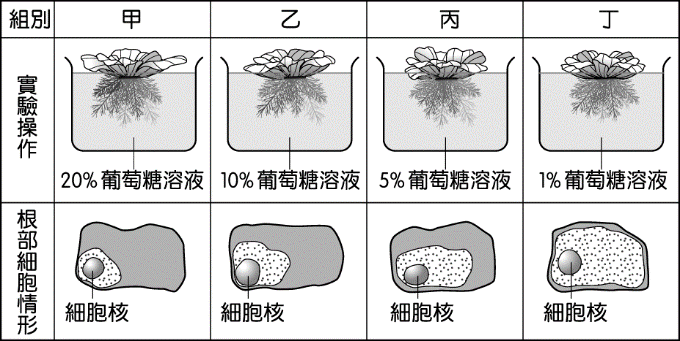 組別 甲 乙 丙 丁
實驗操作
20%葡萄糖溶液 10%葡萄糖溶液 5%葡萄糖溶液 1%葡萄糖溶液
根部細胞情形
細胞核 細胞核 細胞核 細胞核